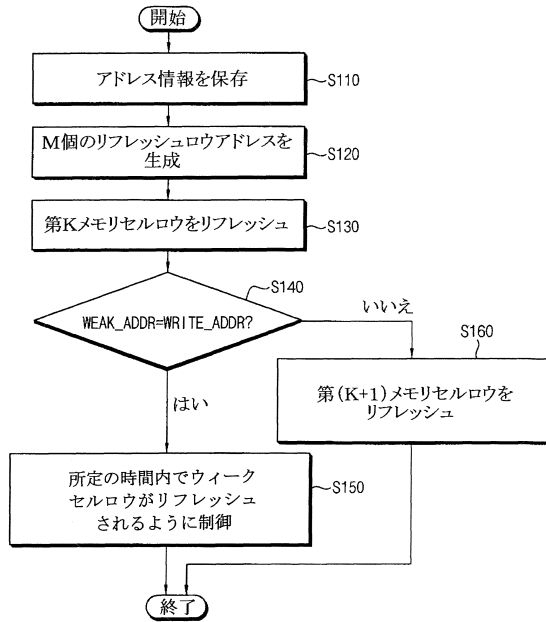 開始
アドレス情報を保存
S110
M個のリフレッシュロウアドレスを
生成
S120
第Kメモリセルロウをリフレッシュ
S130
S140
WEAK_ADDR=WRITE_ADDR?
いいえ
S160
はい
第(K+1)メモリセルロウを
リフレッシュ
所定の時間内でウィーク
セルロウがリフレッシュ
されるように制御
S150
終了